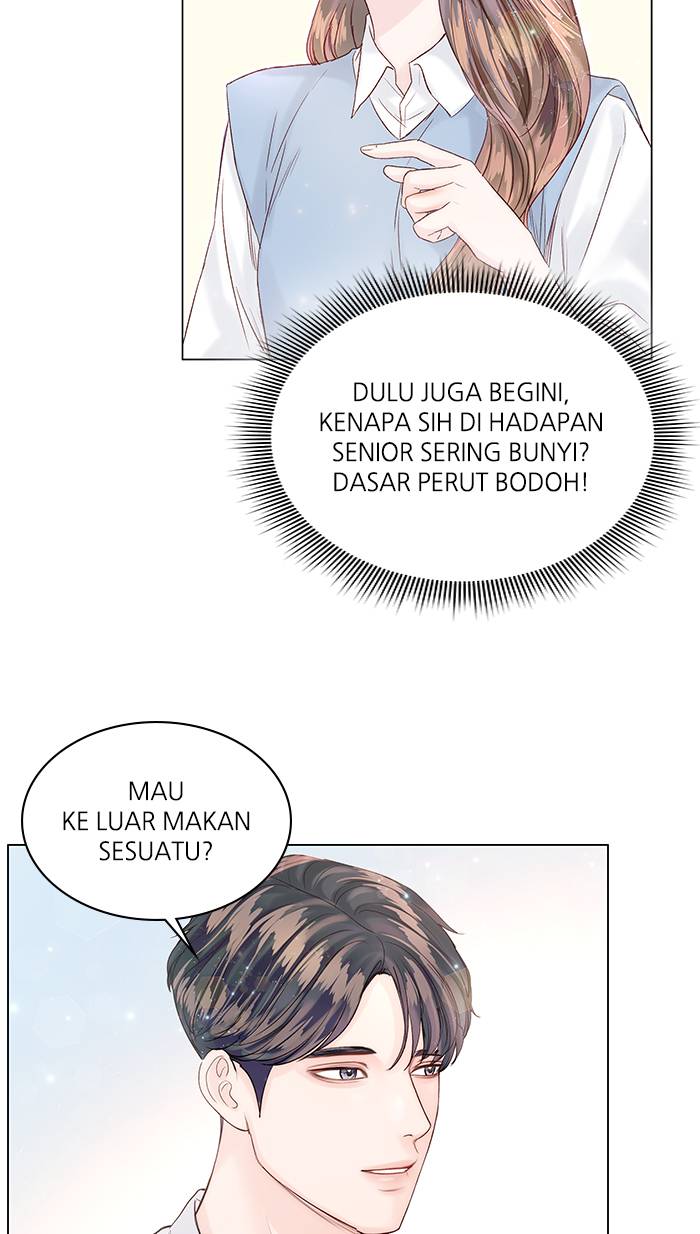 DULU JUGA BEGINI,
KENAPA SIH DI HADAPAN
SENIOR SERING BUNYI?
DASAR PERUT BODOH!
MAU
KE LUAR MAKAN
SESUATU?